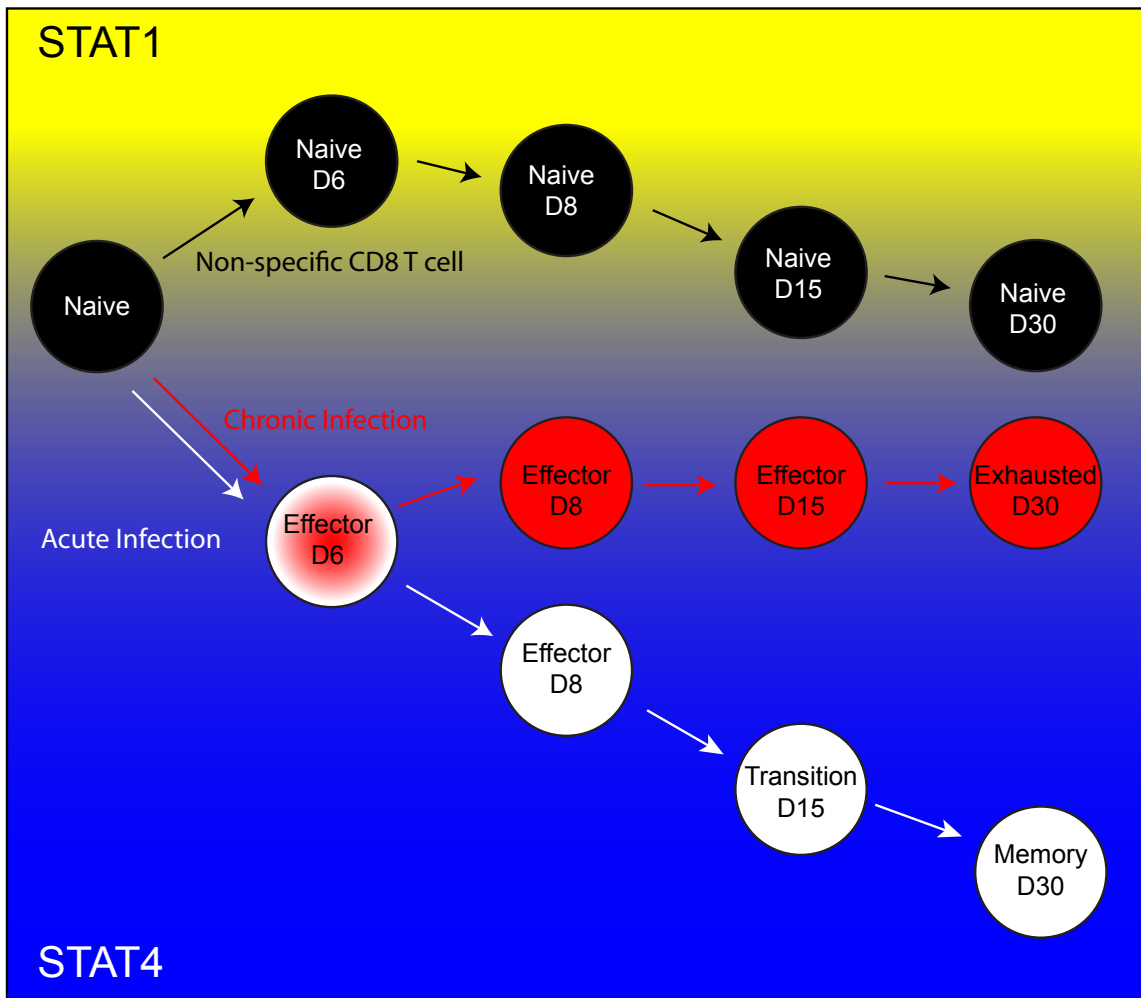 STAT1
Naive
D6
Naive
D8
Non-specific CD8 T cell
Naive
D15
Naive
Naive
D30
Chronic Infection
Effector
D8
Effector
D15
Exhausted
D30
Acute Infection
Effector
D6
Effector
D8
Transition
D15
Memory
D30
STAT4